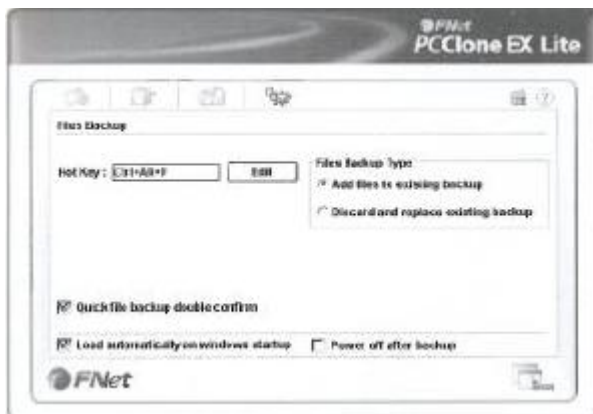 FNet
PCClone EX Lite
Files Backup
Hot Key : Ctrl+Alt+F
Edit
Files Backup Type
Add files to existing backup
Discard and replace existing backup
Quick file backup double confirm
Load automatically on windows startup
Power off after backup
FNet